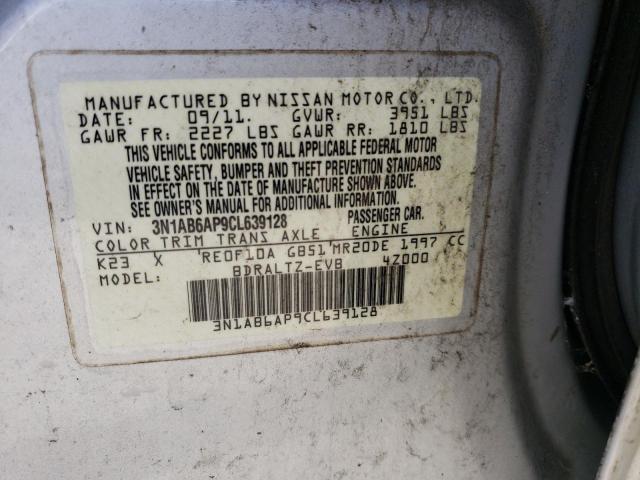 MANUFACTURED BY NISSAN MOTOR CO., LTD.
DATE: 09/11. GVWR: 3951 LBS
GAWR FR: 2227 LBS GAWR RR: 1810 LBS
THIS VEHICLE CONFORMS TO ALL APPLICABLE FEDERAL MOTOR
VEHICLE SAFETY, BUMPER AND THEFT PREVENTION STANDARDS
IN EFFECT ON THE DATE OF MANUFACTURE SHOWN ABOVE.
SEE OWNER'S MANUAL FOR ADDITIONAL INFORMATION.
VIN: 3N1AB6AP9CL639128 PASSENGER CAR.
COLOR TRIM TRANS AXLE ENGINE
K23 X RE0F10A GB51 MR20DE 1997 CC
MODEL: BDRALTZ-EVB 4Z000
3N1AB6AP9CL639128